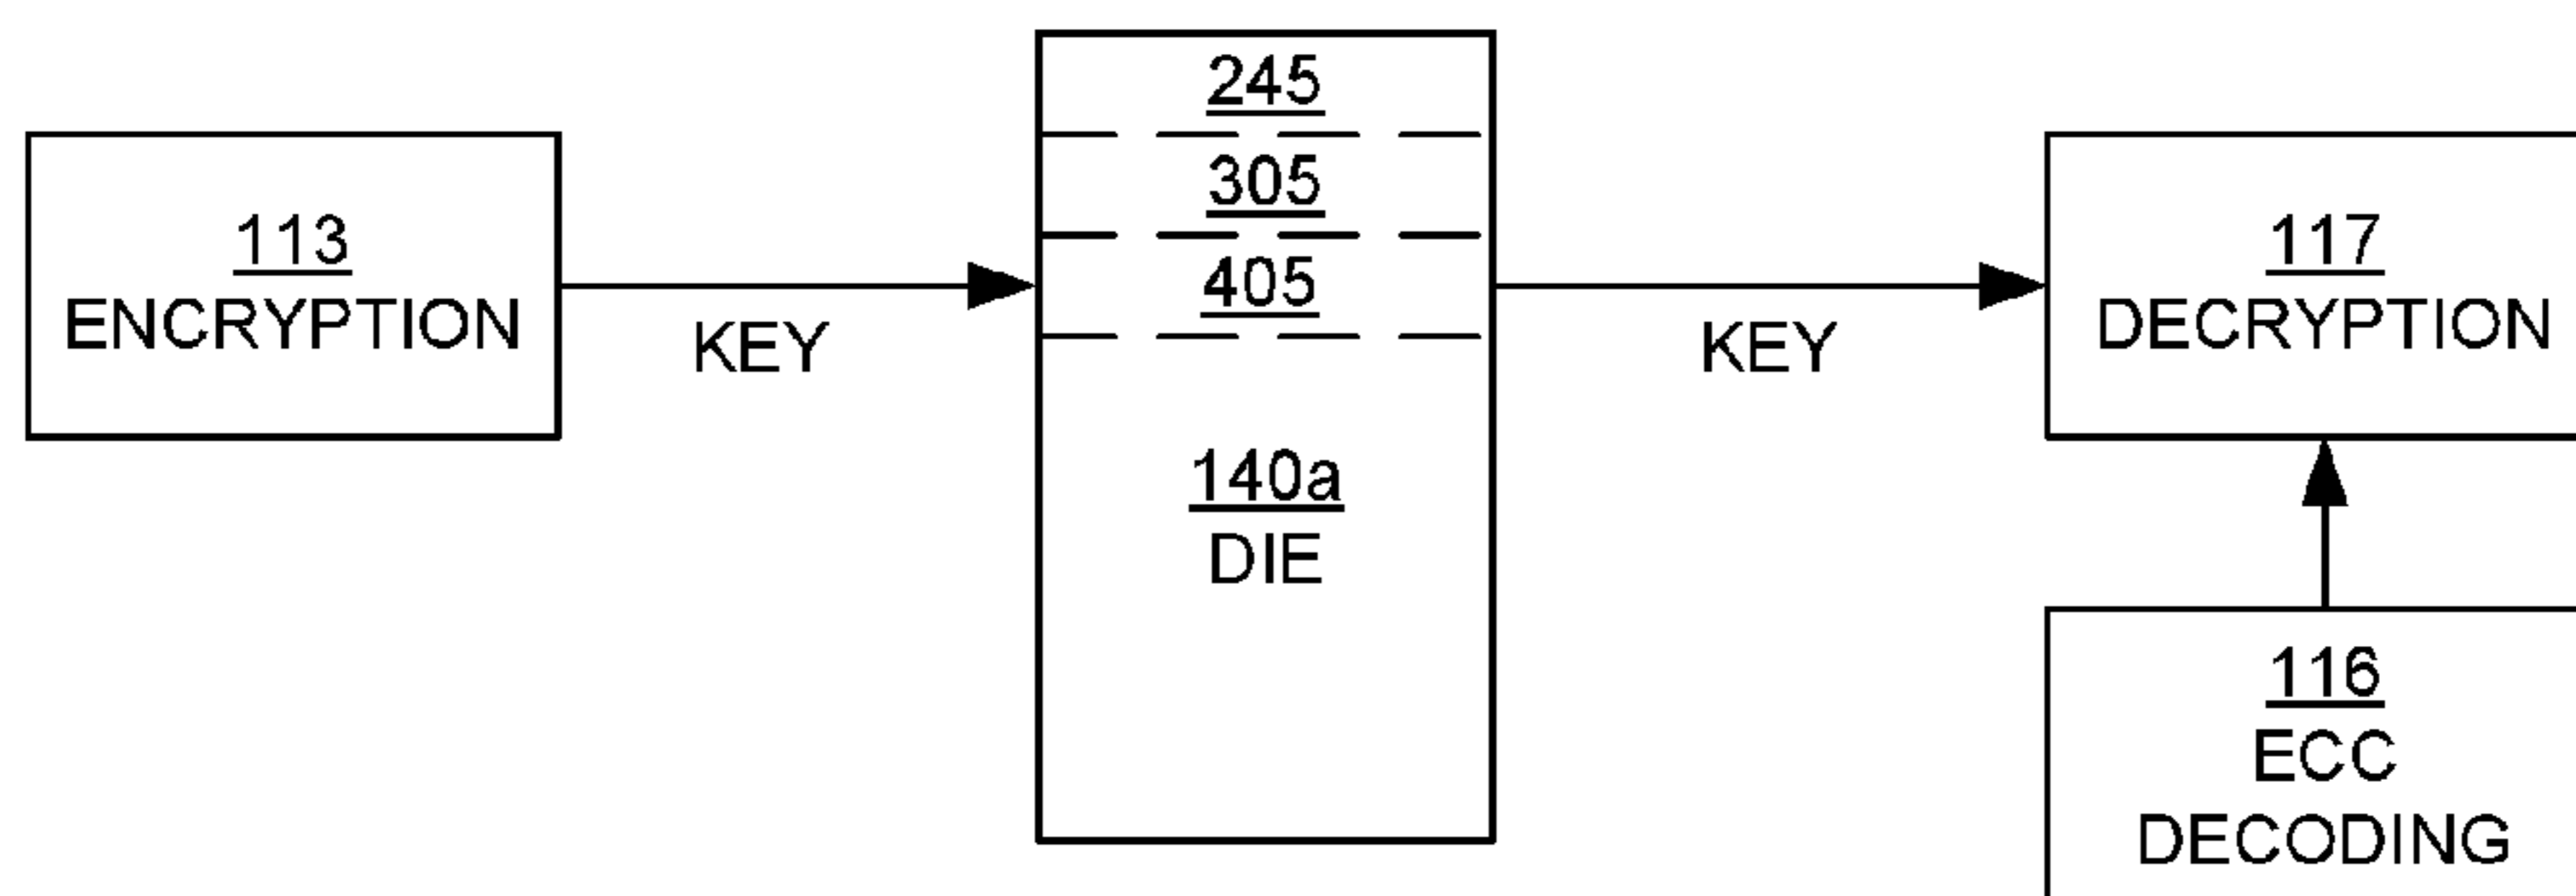 113
ENCRYPTION
KEY
245
305
405
140a
DIE
KEY
117
DECRYPTION
116
ECC
DECODING